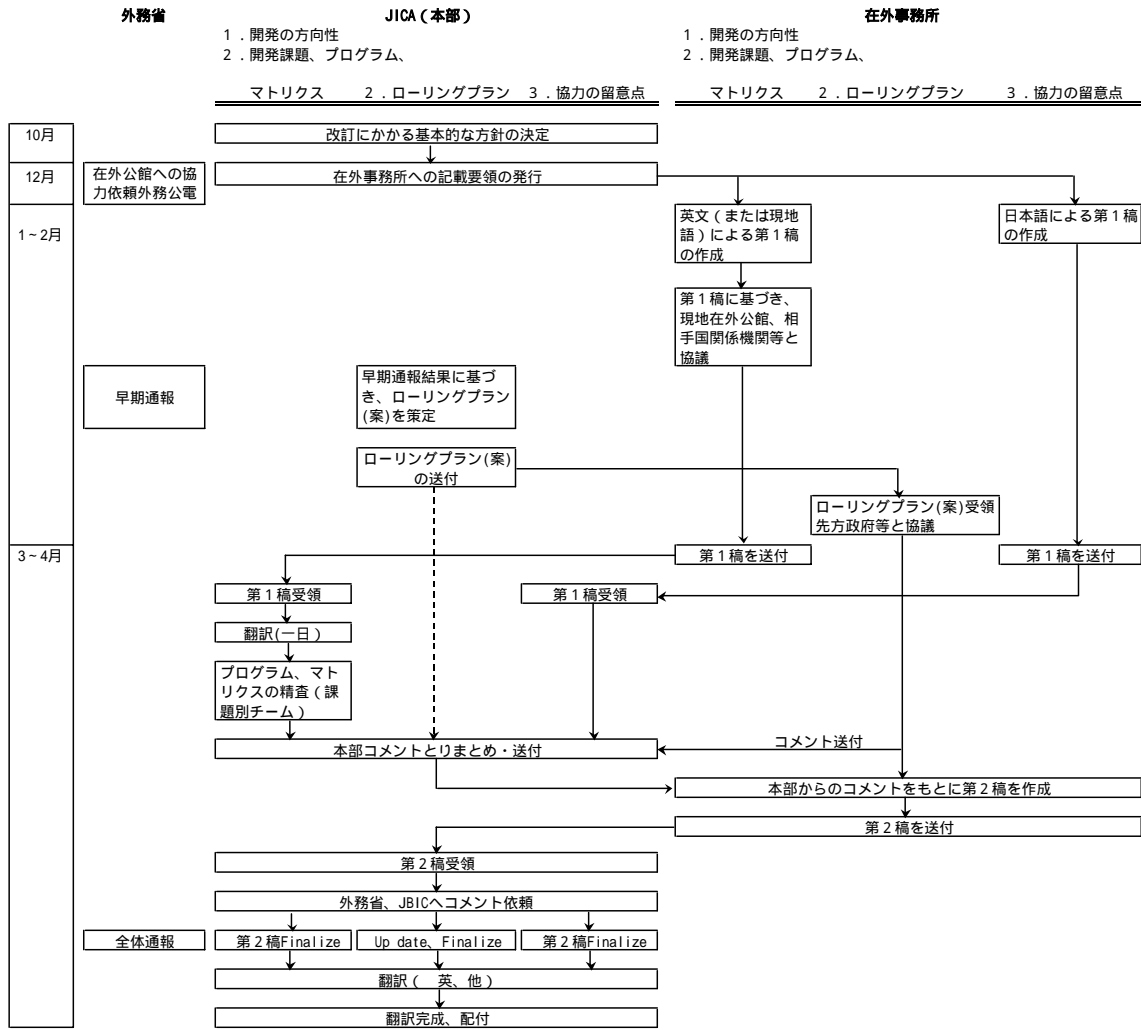 外務省
JICA(本部)
在外事務所
1.開発の方向性
2.開発課題、プログラム、
マトリクス 2.ローリングプラン 3.協力の留意点
1.開発の方向性
2.開発課題、プログラム、
マトリクス 2.ローリングプラン 3.協力の留意点
10月
改訂にかかる基本的な方針の決定
12月
在外公館への協
力依頼外務公電
在外事務所への記載要領の発行
1~2月
英文(または現地
語)による第1稿
の作成
日本語による第1稿
の作成
第1稿に基づき、
現地在外公館、相
手国関係機関等と
協議
早期通報
早期通報結果に基づ
き、ローリングプラン
(案)を策定
ローリングプラン(案)
の送付
ローリングプラン(案)受領
先方政府等と協議
3~4月
第1稿を送付
第1稿を送付
第1稿受領
第1稿受領
翻訳(一日)
プログラム、マト
リクスの精査(課
題別チーム)
本部コメントとりまとめ・送付
コメント送付
本部からのコメントをもとに第2稿を作成
第2稿を送付
第2稿受領
外務省、JBICへコメント依頼
全体通報
第2稿Finalize
Up date、Finalize
第2稿Finalize
翻訳( 英、他)
翻訳完成、配付